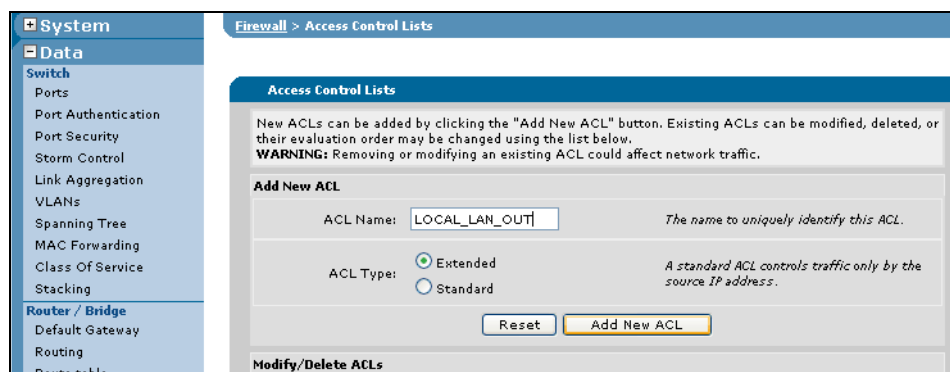 System
Data
Switch
Ports
Port Authentication
Port Security
Storm Control
Link Aggregation
VLANs
Spanning Tree
MAC Forwarding
Class Of Service
Stacking
Router / Bridge
Default Gateway
Routing
Route table
Firewall > Access Control Lists
Access Control Lists
New ACLs can be added by clicking the "Add New ACL" button. Existing ACLs can be modified, deleted, or
their evaluation order may be changed using the list below.
WARNING: Removing or modifying an existing ACL could affect network traffic.
Add New ACL
ACL Name: LOCAL_LAN_OUT The name to uniquely identify this ACL.
ACL Type: Extended A standard ACL controls traffic only by the
Standard source IP address.
Reset Add New ACL
Modify/Delete ACLs